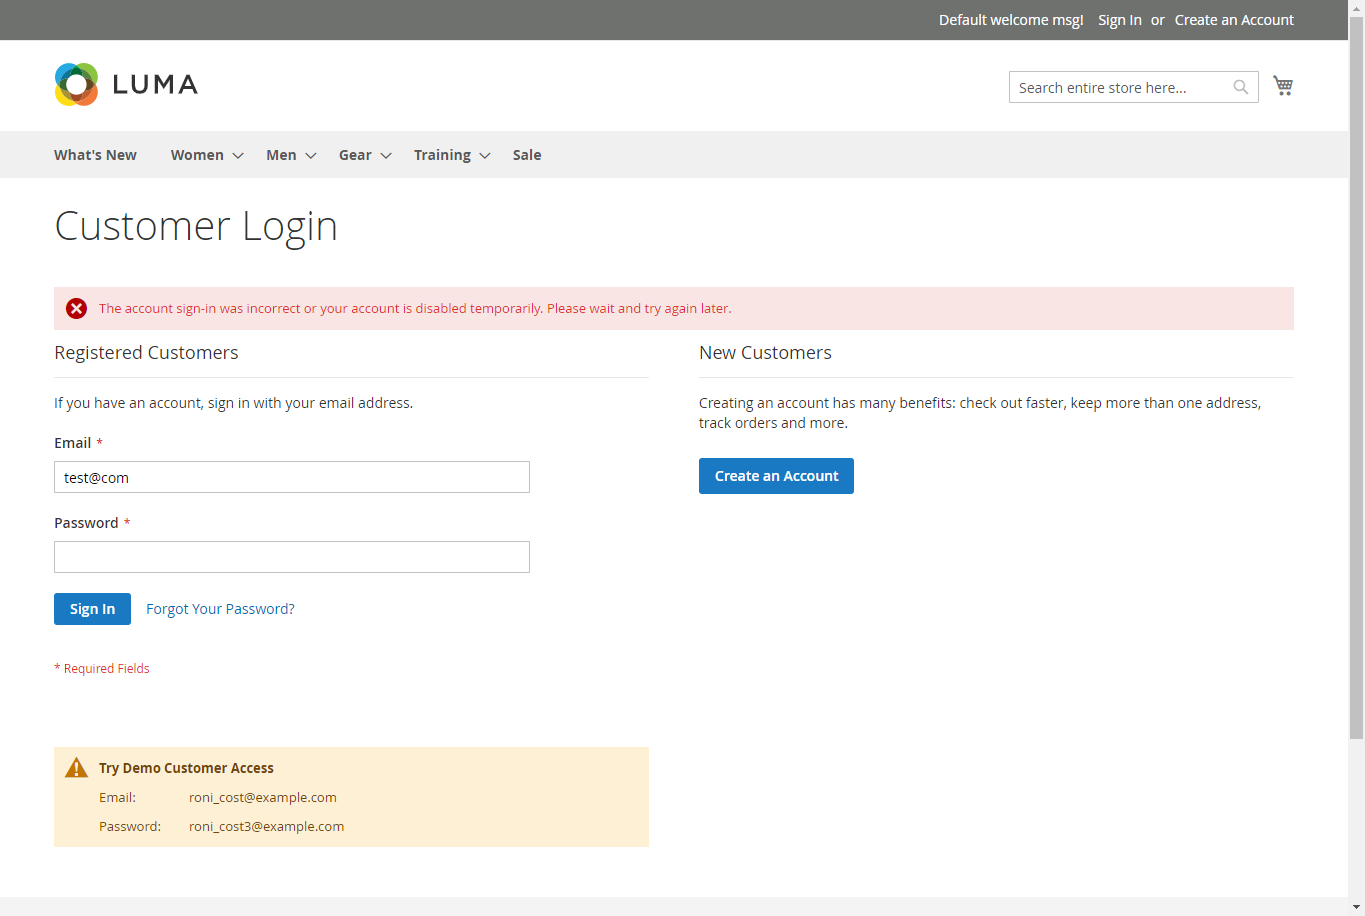 Default welcome msg! Sign In or Create an Account
LUMA
Search entire store here...
What's New Women Men Gear Training Sale
Customer Login
The account sign-in was incorrect or your account is disabled temporarily. Please wait and try again later.
Registered Customers
If you have an account, sign in with your email address.
Email *
test@com
Password *
Sign In Forgot Your Password?
* Required Fields
New Customers
Creating an account has many benefits: check out faster, keep more than one address,
track orders and more.
Create an Account
Try Demo Customer Access
Email: roni_cost@example.com
Password: roni_cost3@example.com